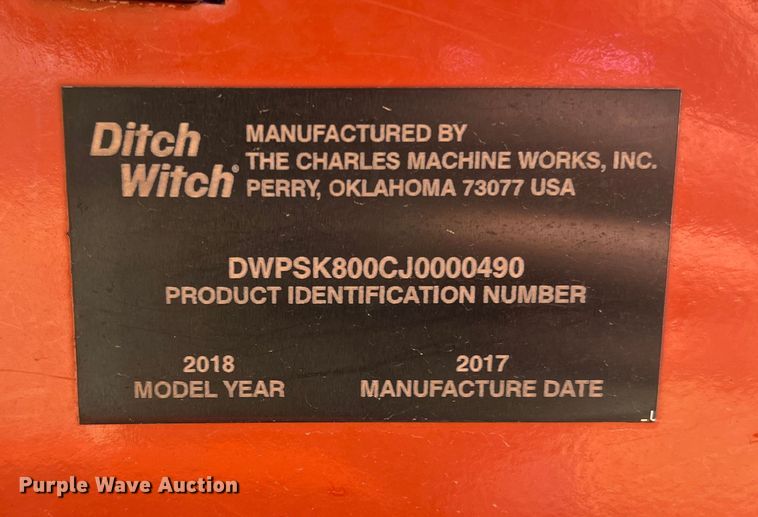 Ditch
Witch®
MANUFACTURED BY
THE CHARLES MACHINE WORKS, INC.
PERRY, OKLAHOMA 73077 USA
DWPSK800CJ0000490
PRODUCT IDENTIFICATION NUMBER
2018
MODEL YEAR
2017
MANUFACTURE DATE
Purple Wave Auction